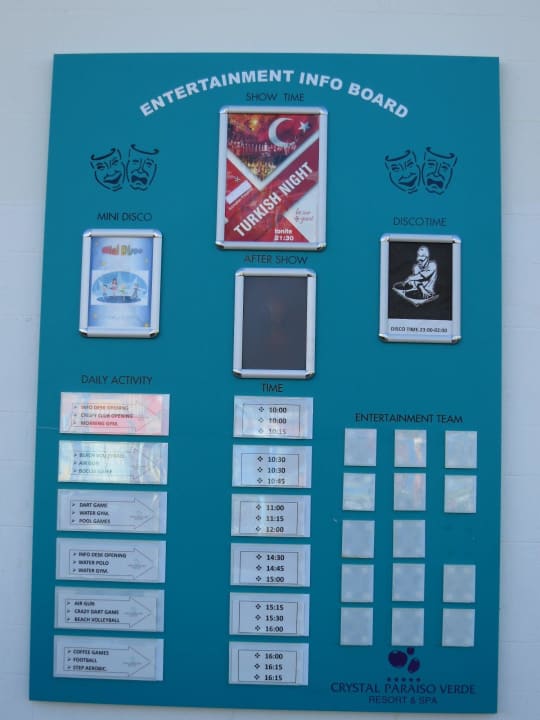 ENTERTAINMENT INFO BOARD
SHOW TIME
TURKISH NIGHT
tonite
21:30
MINI DISCO
Mini Disco
DISCO TIME
DISCO TIME 23:00-02:00
AFTER SHOW
DAILY ACTIVITY
TIME
INFO DESK OPENING
CRISPY CLUB OPENING
MORNING GYM.
10:00
10:00
10:15
BEACH VOLLEYBALL
AIR GUN
BOCCIA GAME
10:30
10:30
10:45
DART GAME
WATER GYM.
POOL GAMES
11:00
11:15
12:00
INFO DESK OPENING
WATER POLO
WATER GYM.
14:30
14:45
15:00
AIR GUN
CRAZY DART GAME
BEACH VOLLEYBALL
15:15
15:30
16:00
COFFEE GAMES
FOOTBALL
STEP AEROBIC.
16:00
16:15
16:15
ENTERTAINMENT TEAM
CRYSTAL PARAISO VERDE
RESORT & SPA